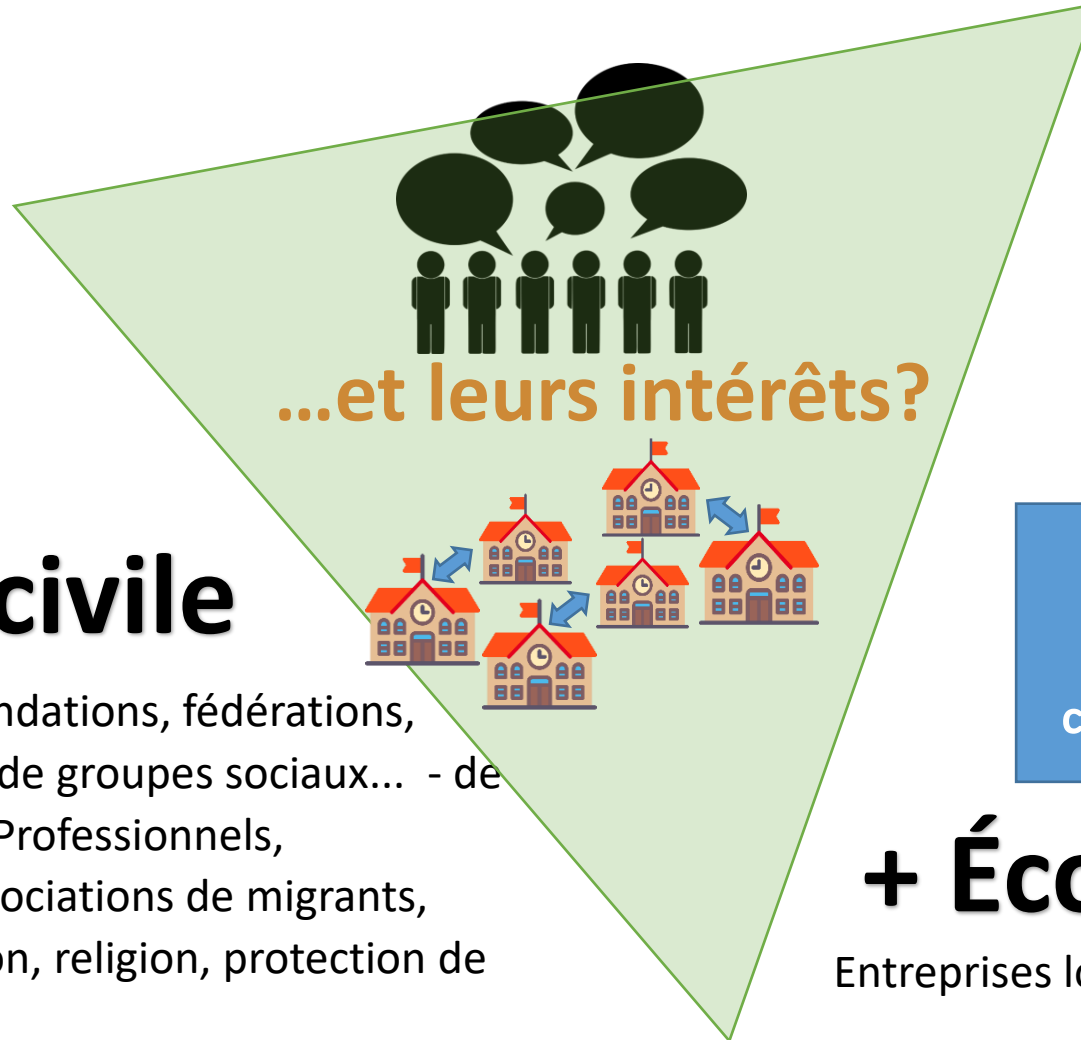 ...et leurs intérêts?
civile
ndations, fédérations,
de groupes sociaux... - de
Professionnels,
ociations de migrants,
on, religion, protection de
c
+ Éco
Entreprises lo